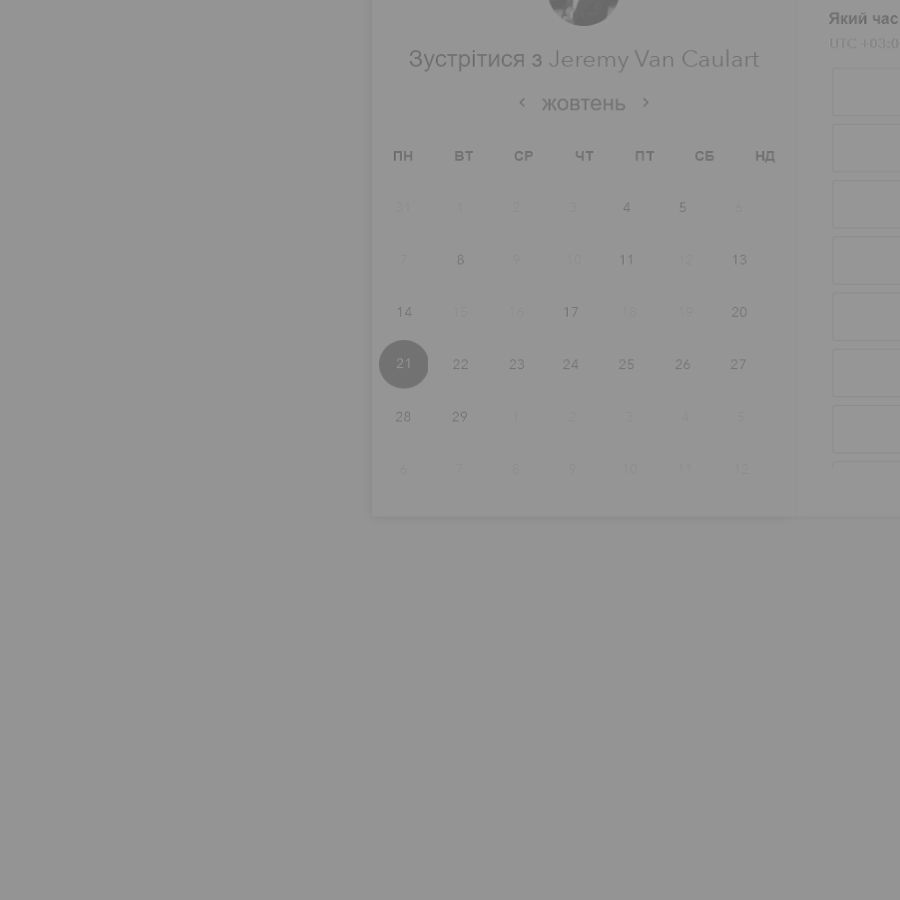 Який час
UTC +03:0
Зустрітися з Jeremy Van Caulart
жовтень
ПН ВТ СР ЧТ ПТ СБ НД
31 1 2 3 4 5 6
7 8 9 10 11 12 13
14 15 16 17 18 19 20
21 22 23 24 25 26 27
28 29 1 2 3 4 5
6 7 8 9 10 11 12